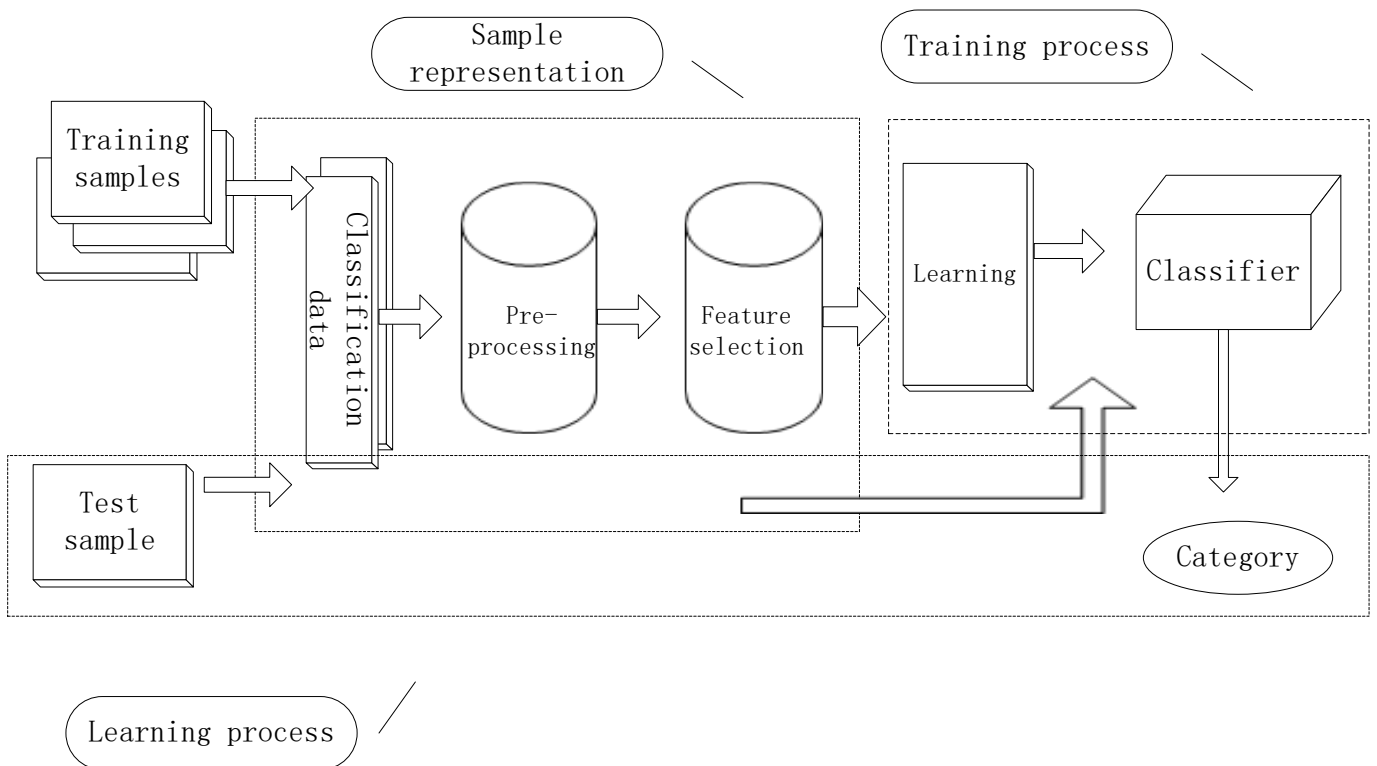 Sample
representation
Training process
Training
samples
Classification
data
Pre-
processing
Feature
selection
Learning
Classifier
Test
sample
Category
Learning process